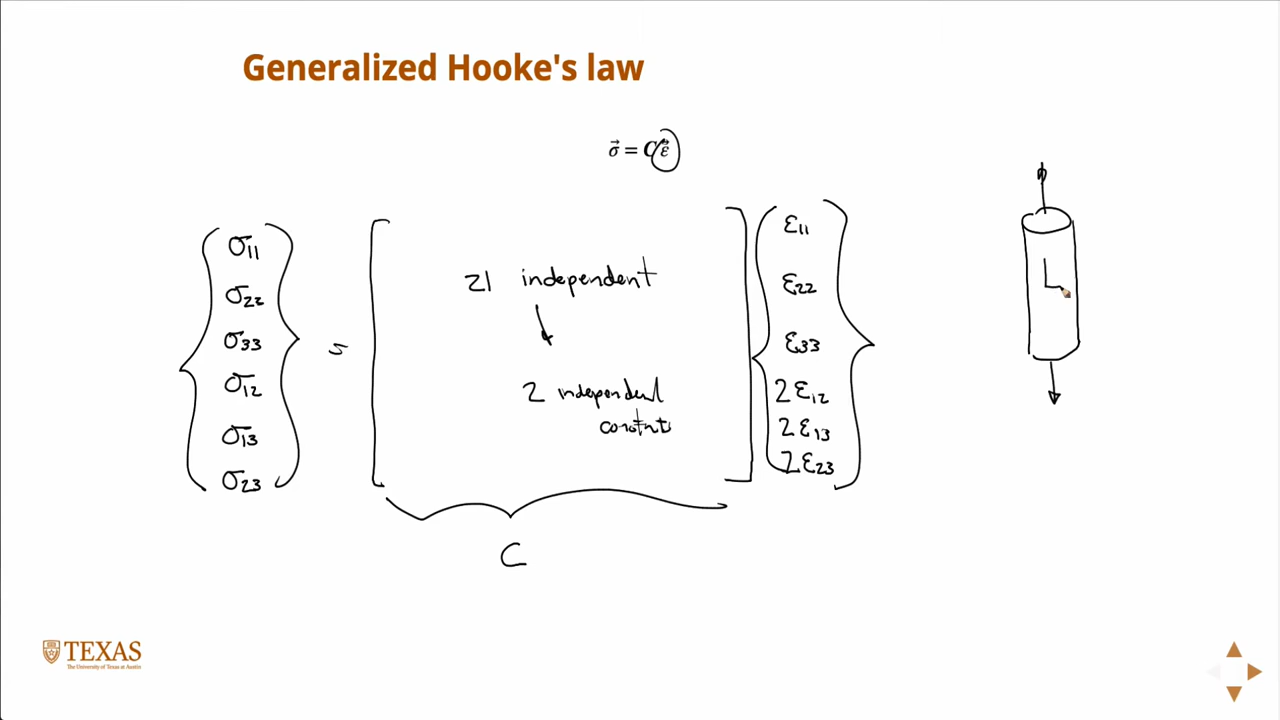 Generalized Hooke's law
σ⃗ = Cε⃗
σ11
σ22
σ33
σ12
σ13
σ23
=
21 independent
2 independent
constants
ε11
ε22
ε33
2ε12
2ε13
2ε23
C
TEXAS
The University of Texas at Austin